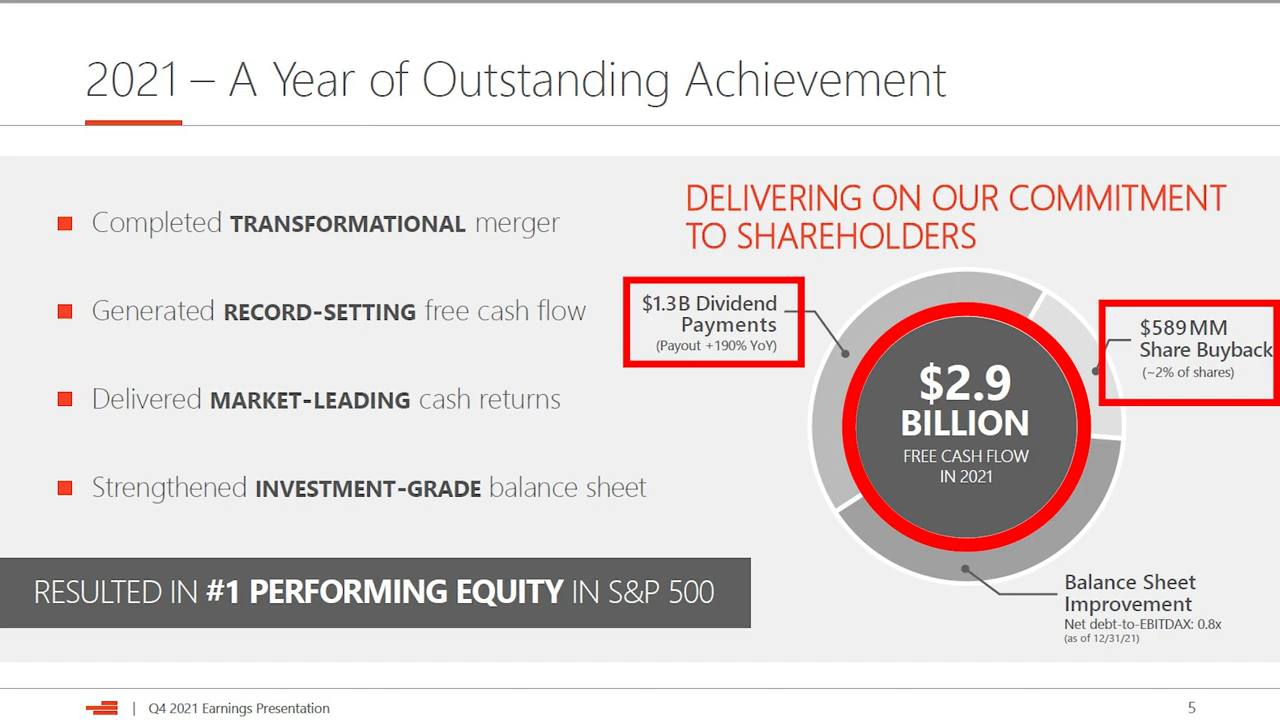 2021 – A Year of Outstanding Achievement
Completed TRANSFORMATIONAL merger
Generated RECORD-SETTING free cash flow
Delivered MARKET-LEADING cash returns
Strengthened INVESTMENT-GRADE balance sheet
RESULTED IN #1 PERFORMING EQUITY IN S&P 500
DELIVERING ON OUR COMMITMENT
TO SHAREHOLDERS
$1.3B Dividend
Payments
(Payout +190% YoY)
$589MM
Share Buyback
(~2% of shares)
$2.9
BILLION
FREE CASH FLOW
IN 2021
Balance Sheet
Improvement
Net debt-to-EBITDAX: 0.8x
(as of 12/31/21)
| Q4 2021 Earnings Presentation
5